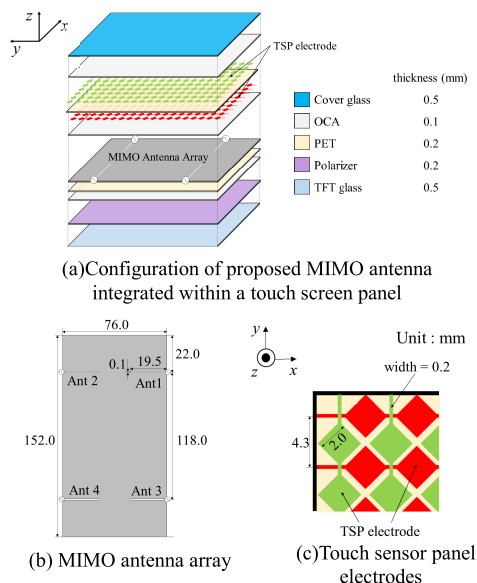 z
x
y
TSP electrode
thickness (mm)
Cover glass 0.5
OCA 0.1
PET 0.2
Polarizer 0.2
TFT glass 0.5
MIMO Antenna Array
(a)Configuration of proposed MIMO antenna
integrated within a touch screen panel
76.0
0.1 19.5 22.0
Ant 2 Ant1
152.0 118.0
Ant 4 Ant 3
(b) MIMO antenna array
y
z x
Unit : mm
width = 0.2
4.3 2.0
TSP electrode
(c)Touch sensor panel
electrodes